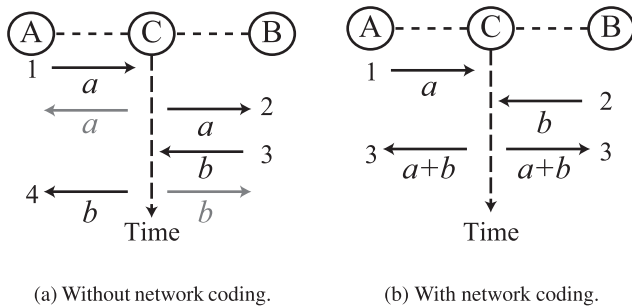 A C B
1 a
a a 2
b 3
4 b b
Time
(a) Without network coding.
A C B
1 a
b 2
3 a+b a+b 3
Time
(b) With network coding.